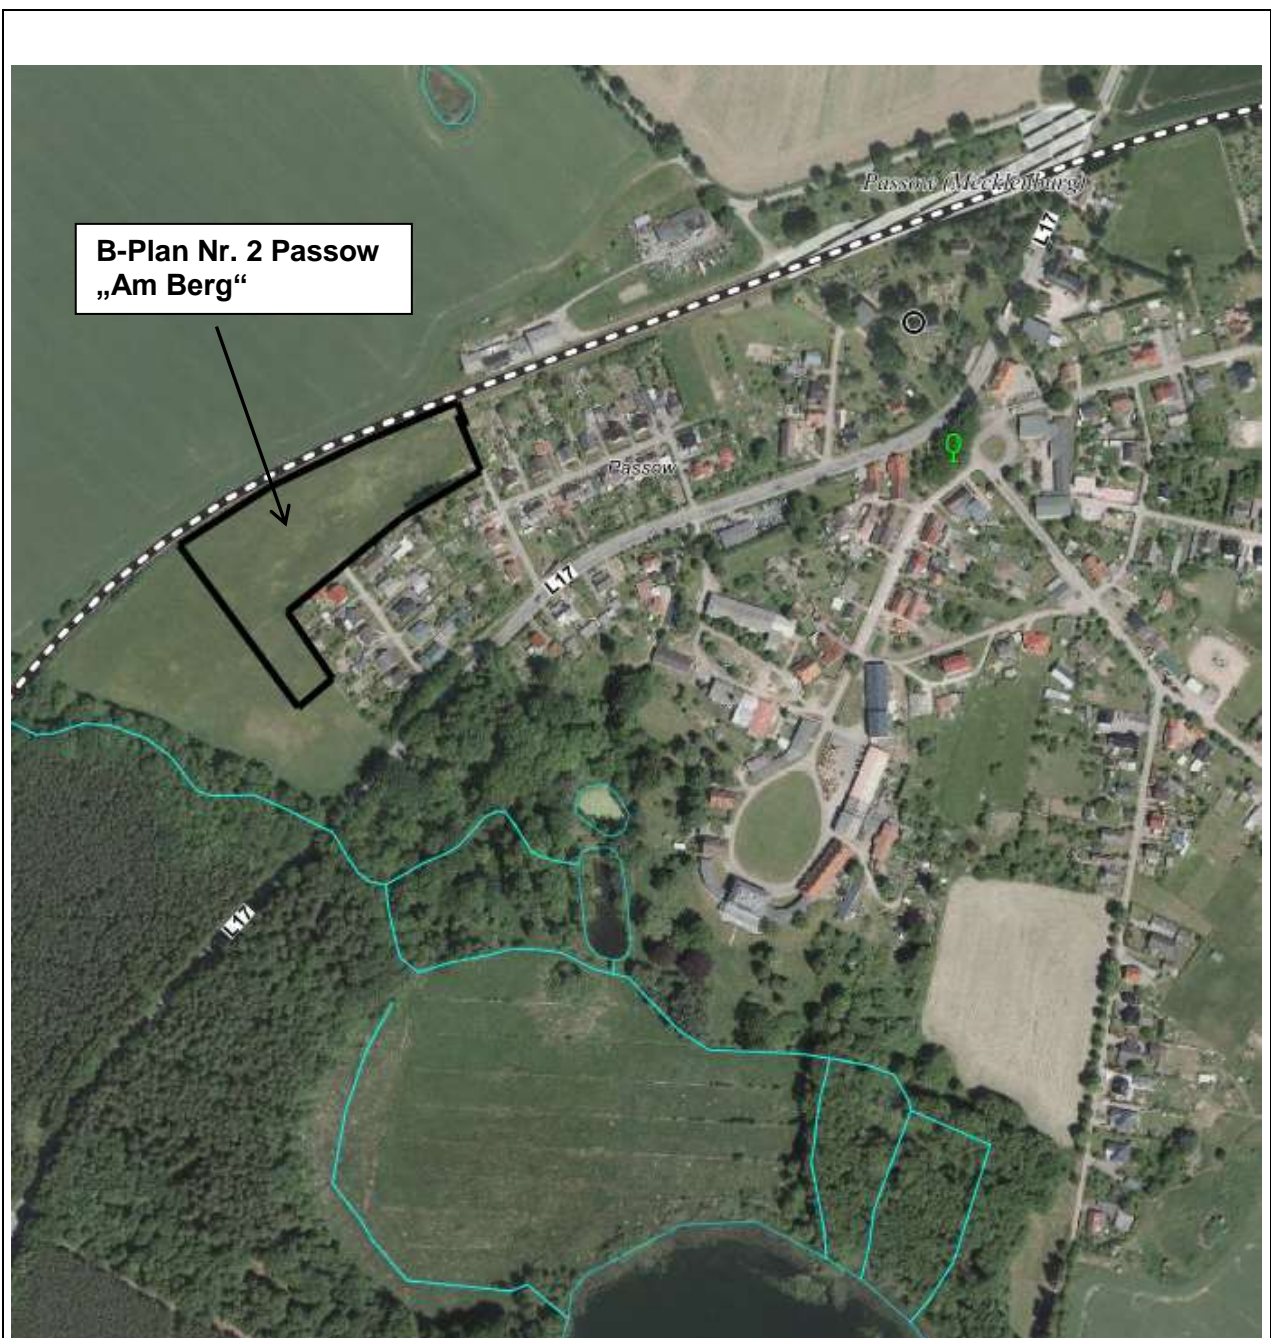 Passow (Mecklenburg)
L17
B-Plan Nr. 2 Passow
„Am Berg“
Passow
L17
L17